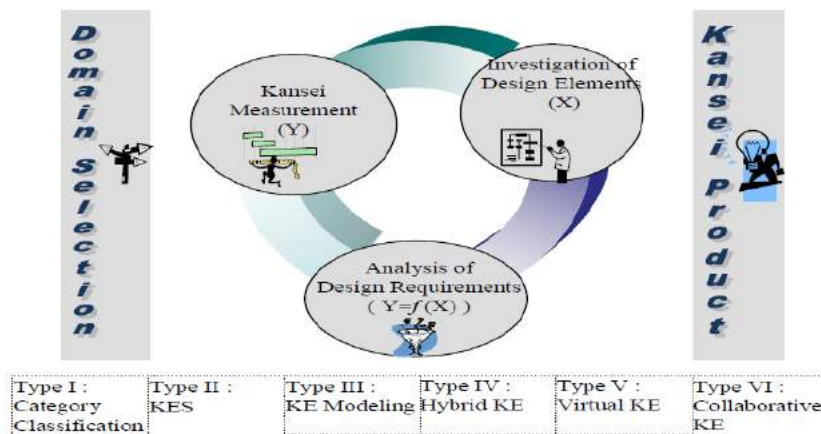 Domain Selection
Kansei
Measurement
(Y)
Investigation of
Design Elements
(X)
Analysis of
Design Requirements
( Y=f (X) )
Kansei Product
Type I :
Category
Classification
Type II :
KES
Type III :
KE Modeling
Type IV :
Hybrid KE
Type V :
Virtual KE
Type VI :
Collaborative
KE